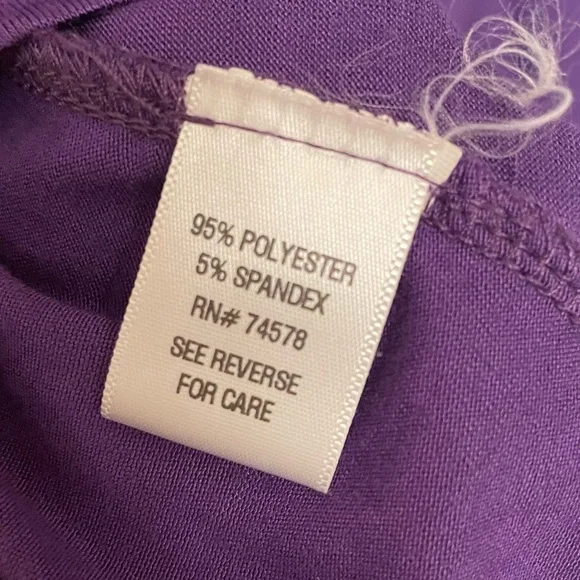 95% POLYESTER
5% SPANDEX
RN# 74578
SEE REVERSE
FOR CARE